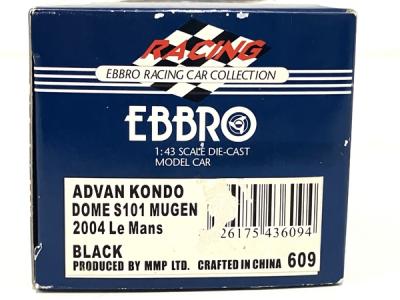 RACING
EBBRO RACING CAR COLLECTION
EBBRO
1:43 SCALE DIE-CAST
MODEL CAR
ADVAN KONDO
DOME S101 MUGEN
2004 Le Mans
BLACK
26175 436094
PRODUCED BY MMP LTD. CRAFTED IN CHINA 609